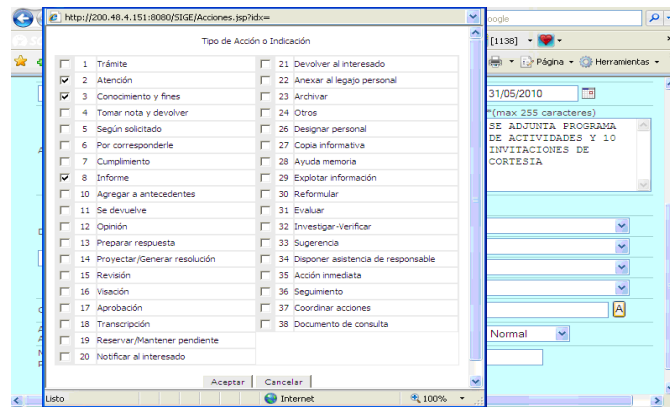 http://200.48.4.151:8080/SIGE/Acciones.jsp?idx=
oogle
[1138]
Página
Herramientas
Tipo de Acción o Indicación
1 Trámite
2 Atención
3 Conocimiento y fines
4 Tomar nota y devolver
5 Según solicitado
6 Por corresponderle
7 Cumplimiento
8 Informe
10 Agregar a antecedentes
11 Se devuelve
12 Opinión
13 Preparar respuesta
14 Proyectar/Generar resolución
15 Revisión
16 Visación
17 Aprobación
18 Transcripción
19 Reservar/Mantener pendiente
20 Notificar al interesado
21 Devolver al interesado
22 Anexar al legajo personal
23 Archivar
24 Otros
26 Designar personal
27 Copia informativa
28 Ayuda memoria
29 Explotar información
30 Reformular
31 Evaluar
32 Investigar-Verificar
33 Sugerencia
34 Disponer asistencia de responsable
35 Acción inmediata
36 Seguimiento
37 Coordinar acciones
38 Documento de consulta
Aceptar Cancelar
Listo Internet 100%
31/05/2010
*(max 255 caracteres)
SE ADJUNTA PROGRAMA
DE ACTIVIDADES Y 10
INVITACIONES DE
CORTESIA
A
Normal